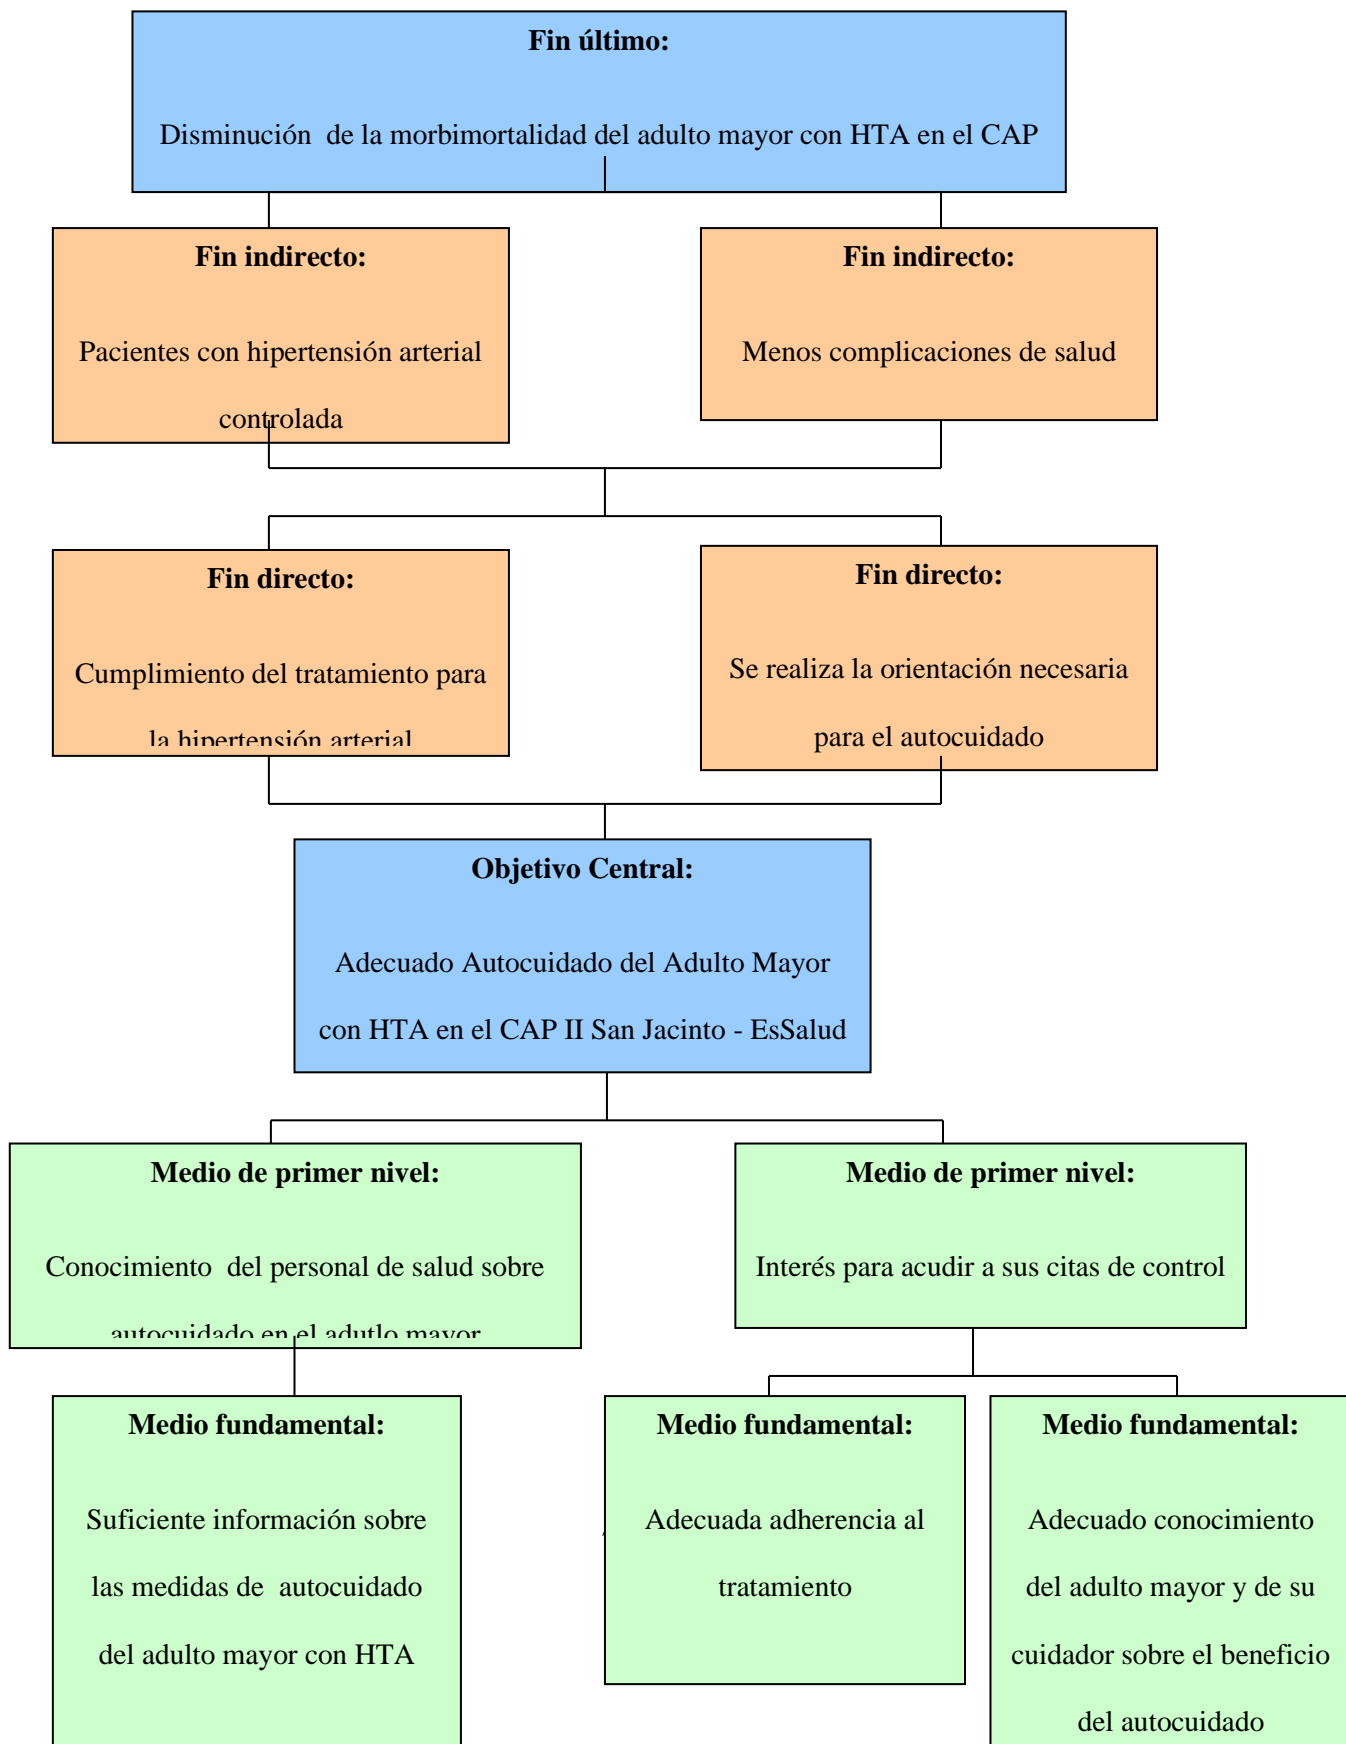 Fin último:
Disminución de la morbimortalidad del adulto mayor con HTA en el CAP
Fin indirecto:
Pacientes con hipertensión arterial
controlada
Fin indirecto:
Menos complicaciones de salud
Fin directo:
Cumplimiento del tratamiento para
la hipertensión arterial
Fin directo:
Se realiza la orientación necesaria
para el autocuidado
Objetivo Central:
Adecuado Autocuidado del Adulto Mayor
con HTA en el CAP II San Jacinto - EsSalud
Medio de primer nivel:
Conocimiento del personal de salud sobre
autocuidado en el adutlo mayor
Medio de primer nivel:
Interés para acudir a sus citas de control
Medio fundamental:
Suficiente información sobre
las medidas de autocuidado
del adulto mayor con HTA
Medio fundamental:
Adecuada adherencia al
tratamiento
Medio fundamental:
Adecuado conocimiento
del adulto mayor y de su
cuidador sobre el beneficio
del autocuidado